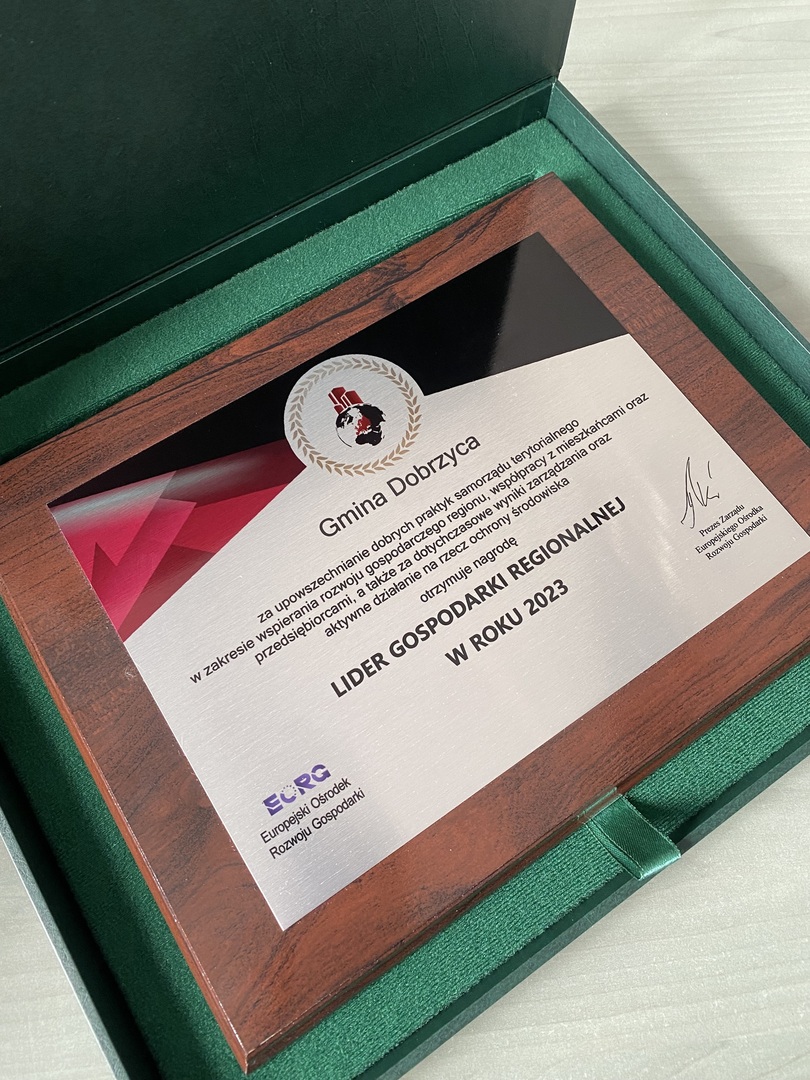 Gmina Dobrzyca
za upowszechnianie dobrych praktyk samorządu terytorialnego
w zakresie wspierania rozwoju gospodarczego regionu, współpracy z mieszkańcami oraz
przedsiębiorcami, a także za dotychczasowe wyniki zarządzania oraz
aktywne działanie na rzecz ochrony środowiska
otrzymuje nagrodę
LIDER GOSPODARKI REGIONALNEJ
W ROKU 2023
Prezes Zarządu
Europejskiego Ośrodka
Rozwoju Gospodarki
EORG
Europejski Ośrodek
Rozwoju Gospodarki